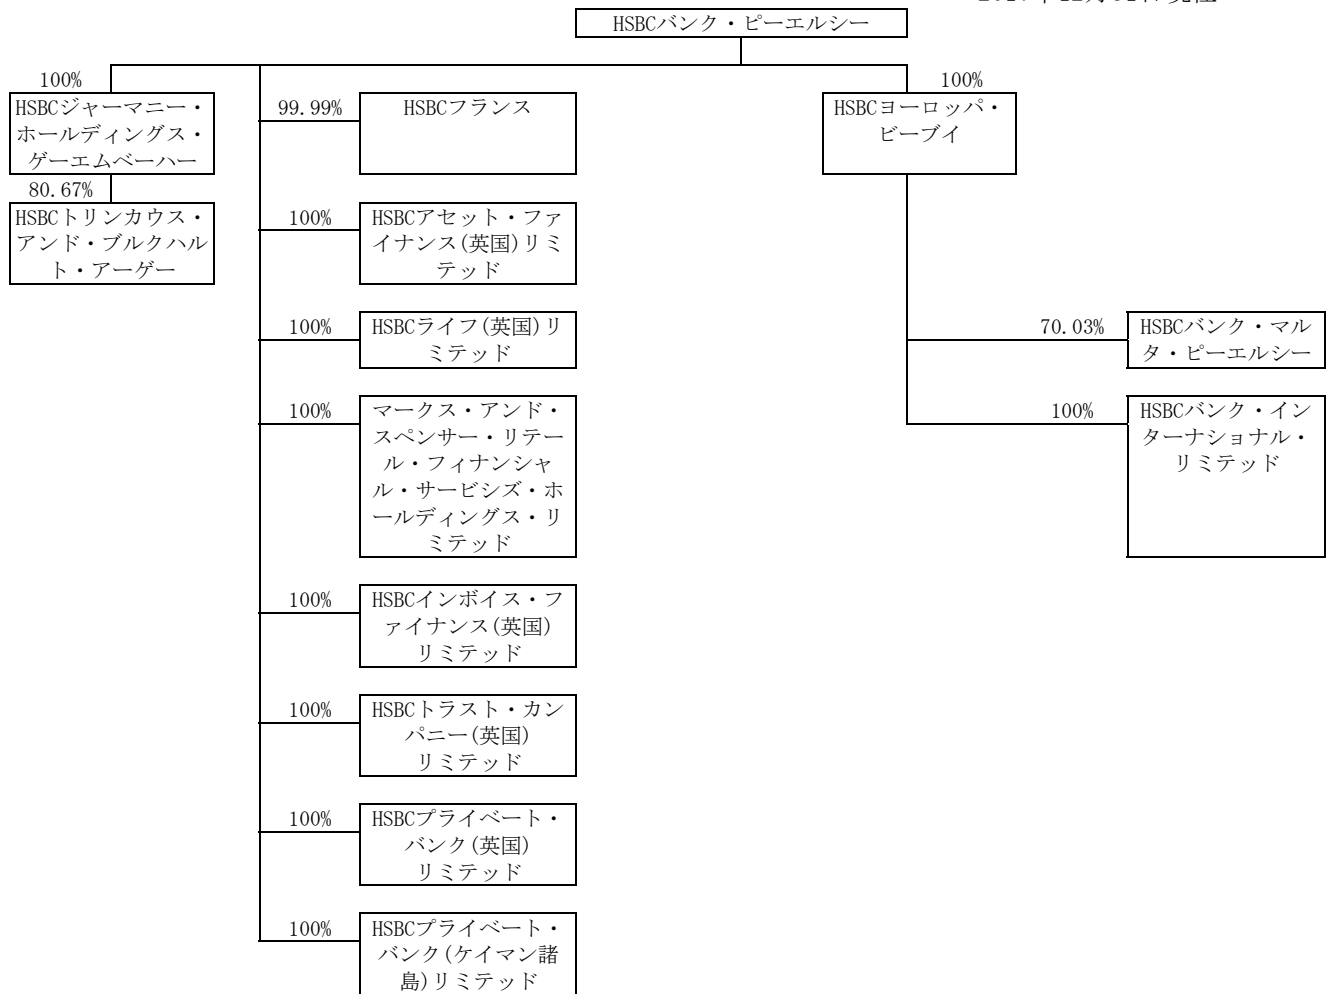 HSBCバンク・ピーエルシー
100%
HSBCジャーマニー・
ホールディングス・
ゲーエムベーハー
80.67%
HSBCトリンカウス・
アンド・ブルクハル
ト・アーゲー
99.99%
HSBCフランス
100%
HSBCアセット・ファ
イナンス(英国)リミ
テッド
100%
HSBCライフ(英国)リ
ミテッド
100%
マークス・アンド・
スペンサー・リテー
ル・フィナンシャ
ル・サービシズ・ホ
ールディングス・リ
ミテッド
100%
HSBCインボイス・フ
ァイナンス(英国)
リミテッド
100%
HSBCトラスト・カン
パニー(英国)
リミテッド
100%
HSBCプライベート・
バンク(英国)
リミテッド
100%
HSBCプライベート・
バンク(ケイマン諸
島)リミテッド
100%
HSBCヨーロッパ・
ビーブイ
70.03%
HSBCバンク・マル
タ・ピーエルシー
100%
HSBCバンク・イン
ターナショナル・
リミテッド